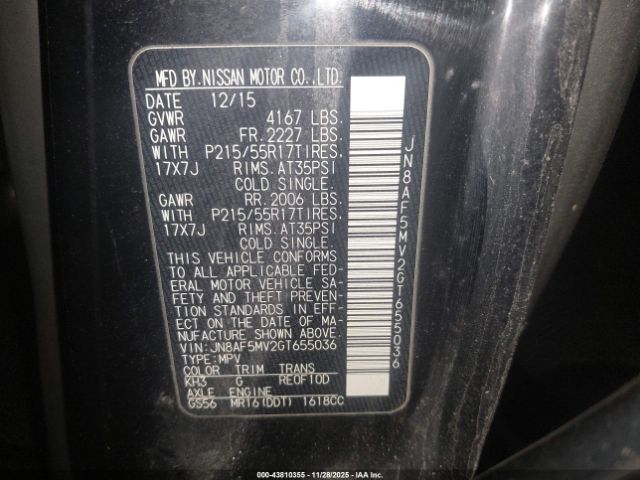 MFD BY.NISSAN MOTOR CO.,LTD.
DATE 12/15
GVWR 4167 LBS.
GAWR FR.2227 LBS.
WITH P215/55R17TIRES,
17X7J RIMS.AT35PSI
COLD SINGLE.
GAWR RR.2006 LBS.
WITH P215/55R17TIRES,
17X7J RIMS.AT35PSI
COLD SINGLE.
THIS VEHICLE CONFORMS
TO ALL APPLICABLE FED-
ERAL MOTOR VEHICLE SA-
FETY AND THEFT PREVEN-
TION STANDARDS IN EFF-
ECT ON THE DATE OF MA-
NUFACTURE SHOWN ABOVE.
VIN:JN8AF5MV2GT655036
TYPE:MPV
COLOR TRIM TRANS
KH3 G RE0F10D
AXLE ENGINE
GS56 MR16(DDT) 1618CC
JN8AF5MV2GT655036
000-43810355 | 11/28/2025 - IAA Inc.